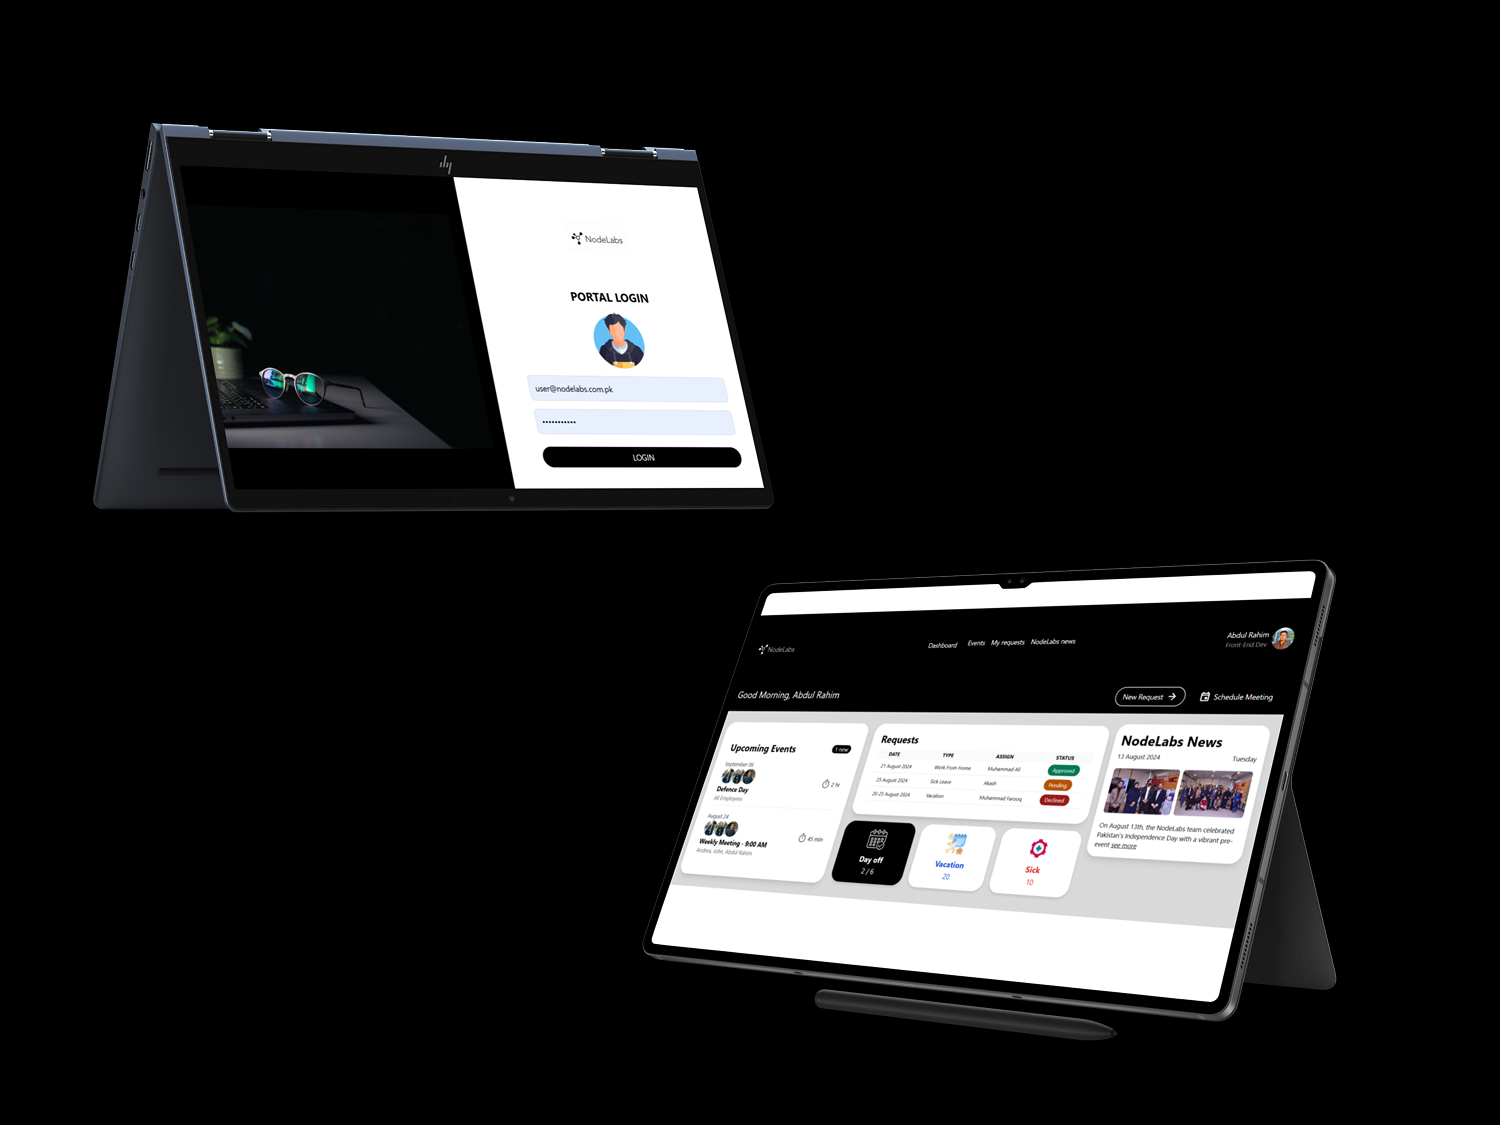 hp
NodeLabs
PORTAL LOGIN
user@nodelabs.com.pk
•••••••••••
LOGIN
NodeLabs
Dashboard Events My requests NodeLabs news
Abdul Rahim
Front-End Dev
Good Morning, Abdul Rahim
New Request →
Schedule Meeting
Upcoming Events
1 new
September 06
Defence Day
All Employees
2 hr
August 24
Weekly Meeting - 9:00 AM
Andrea, John, Abdul Rahim
45 min
Requests
DATE TYPE ASSIGN STATUS
21 August 2024 Work From Home Muhammad Ali Approved
25 August 2024 Sick Leave Akash Pending
20-25 August 2024 Vacation Muhammad Farooq Declined
Day off
2 / 6
Vacation
20
Sick
10
NodeLabs News
13 August 2024 Tuesday
On August 13th, the NodeLabs team celebrated
Pakistan's Independence Day with a vibrant pre-
event see more